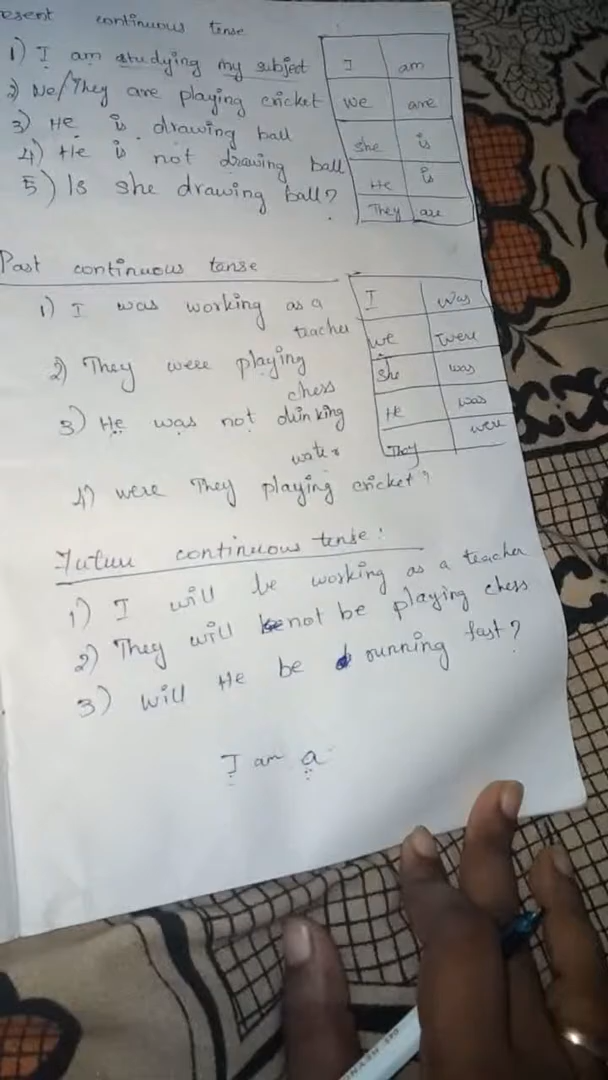 esent continuous tense
1) I am studying my subject
2) We/They are playing cricket
3) He is drawing ball
4) He is not drawing ball
5) Is she drawing ball?
I am
we are
she is
He is
They are
Past continuous tense
1) I was working as a
teacher
2) They were playing
chess
3) He was not drinking
water
4) were They playing cricket?
I was
we were
She was
He was
They were
Future continuous tense:
1) I will be working as a teacher
2) They will not be playing chess
3) will He be running fast?
I am a